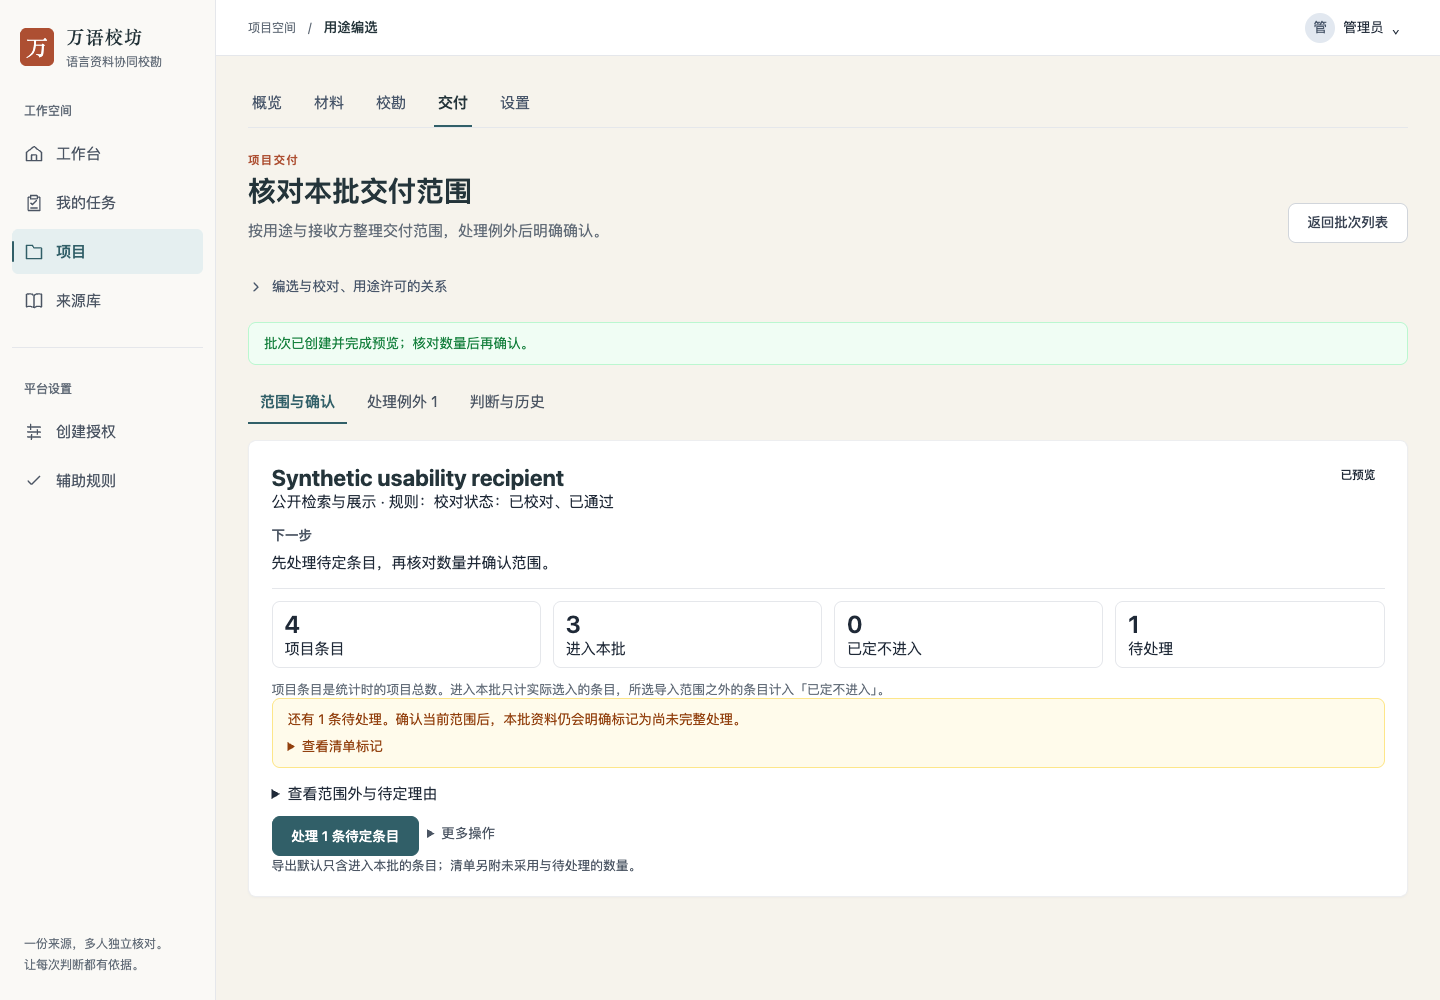 万
万语校坊
语言资料协同校勘
工作空间
工作台
我的任务
项目
来源库
平台设置
创建授权
辅助规则
一份来源，多人独立核对。
让每次判断都有依据。
项目空间 / 用途编选
管 管理员
概览 材料 校勘 交付 设置
项目交付
核对本批交付范围
按用途与接收方整理交付范围，处理例外后明确确认。
返回批次列表
编选与校对、用途许可的关系
批次已创建并完成预览；核对数量后再确认。
范围与确认 处理例外 1 判断与历史
Synthetic usability recipient
已预览
公开检索与展示 · 规则：校对状态：已校对、已通过
下一步
先处理待定条目，再核对数量并确认范围。
4
项目条目
3
进入本批
0
已定不进入
1
待处理
项目条目是统计时的项目总数。进入本批只计实际选入的条目，所选导入范围之外的条目计入「已定不进入」。
还有 1 条待处理。确认当前范围后，本批资料仍会明确标记为尚未完整处理。
查看清单标记
查看范围外与待定理由
处理 1 条待定条目
更多操作
导出默认只含进入本批的条目；清单另附未采用与待处理的数量。